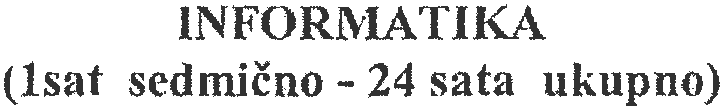 INFORMATIKA
(1sat sedmično - 24 sata ukupno)